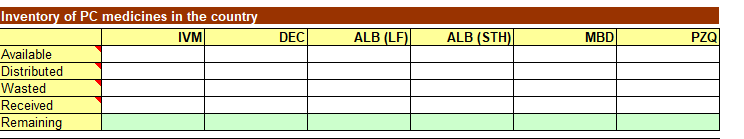 Inventory of PC medicines in the country
IVM DEC ALB (LF) ALB (STH) MBD PZQ
Available
Distributed
Wasted
Received
Remaining